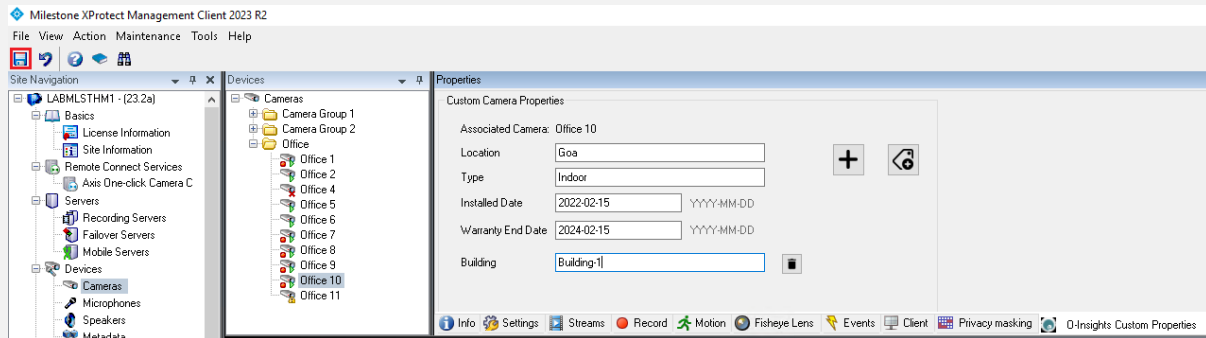 Milestone XProtect Management Client 2023 R2
File View Action Maintenance Tools Help
Site Navigation
LABMLSTHM1 - (23.2a)
Basics
License Information
Site Information
Remote Connect Services
Axis One-click Camera C
Servers
Recording Servers
Failover Servers
Mobile Servers
Devices
Cameras
Microphones
Speakers
Metadata
Devices
Cameras
Camera Group 1
Camera Group 2
Office
Office 1
Office 2
Office 4
Office 5
Office 6
Office 7
Office 8
Office 9
Office 10
Office 11
Properties
Custom Camera Properties
Associated Camera: Office 10
Location Goa
Type Indoor
Installed Date 2022-02-15 YYYY-MM-DD
Warranty End Date 2024-02-15 YYYY-MM-DD
Building Building-1
Info Settings Streams Record Motion Fisheye Lens Events Client Privacy masking O-Insights Custom Properties